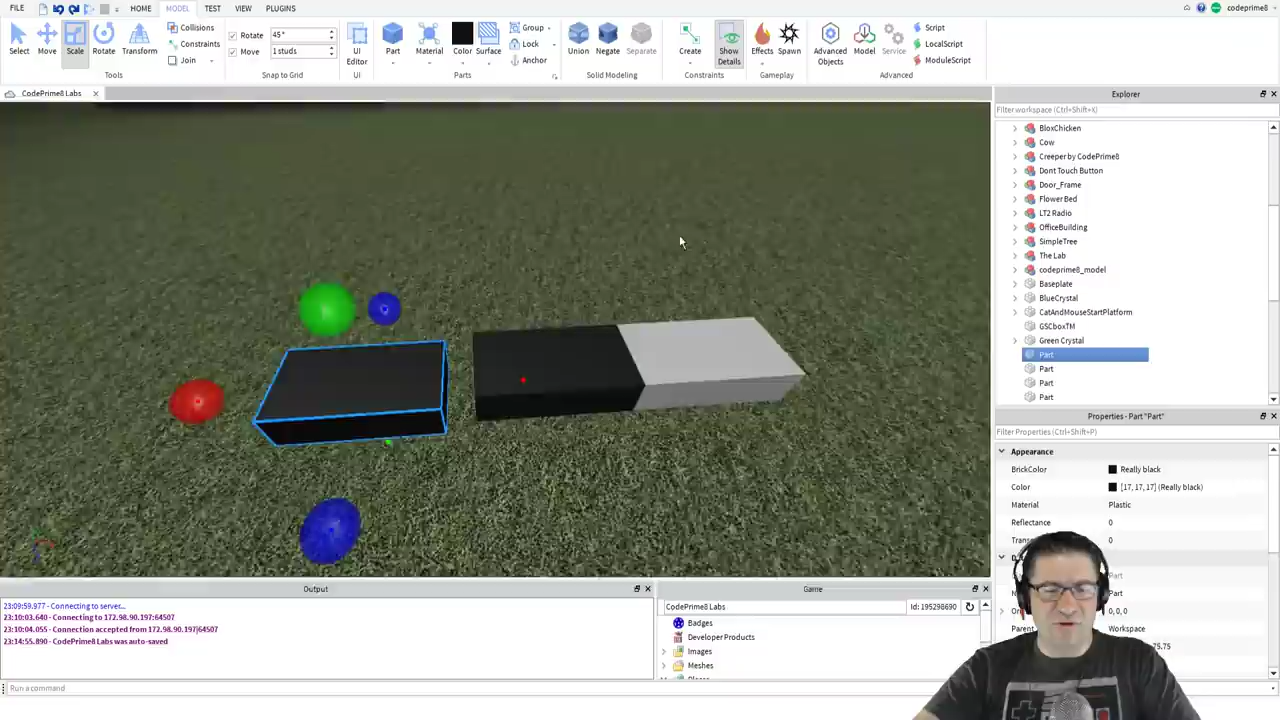 FILE HOME MODEL TEST VIEW PLUGINS codeprime8
Select Move Scale Rotate Transform
Collisions
Constraints
Join
Tools
Rotate 45°
Move 1 studs
Snap to Grid
UI Editor
UI
Part Material Color Surface
Group
Lock
Anchor
Parts
Union Negate Separate
Solid Modeling
Create Show Details
Constraints
Effects Spawn
Gameplay
Advanced Objects Model Service
Script
LocalScript
ModuleScript
Advanced
CodePrime8 Labs
Explorer
Filter workspace (Ctrl+Shift+X)
BloxChicken
Cow
Creeper by CodePrime8
Dont Touch Button
Door_Frame
Flower Bed
LT2 Radio
OfficeBuilding
SimpleTree
The Lab
codeprime8_model
Baseplate
BlueCrystal
CatAndMouseStartPlatform
GSCboxTM
Green Crystal
Part
Part
Part
Part
Properties - Part "Part"
Filter Properties (Ctrl+Shift+P)
Appearance
BrickColor Really black
Color [17, 17, 17] (Really black)
Material Plastic
Reflectance 0
0
Part
Part
0, 0, 0
Parent Workspace
75.75
Output
23:09:59.977 - Connecting to server...
23:10:03.640 - Connecting to 172.98.90.197:64507
23:10:04.055 - Connection accepted from 172.98.90.197|64507
23:14:55.890 - CodePrime8 Labs was auto-saved
Game
CodePrime8 Labs Id: 195298690
Badges
Developer Products
Images
Meshes
Run a command